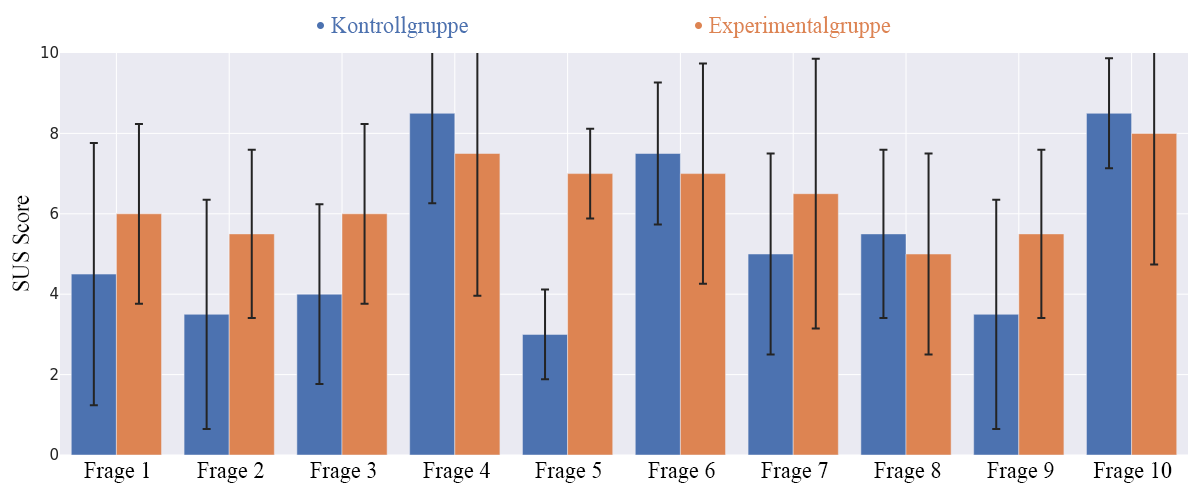 • Kontrollgruppe • Experimentalgruppe
SUS Score
10
8
6
4
2
0
Frage 1 Frage 2 Frage 3 Frage 4 Frage 5 Frage 6 Frage 7 Frage 8 Frage 9 Frage 10